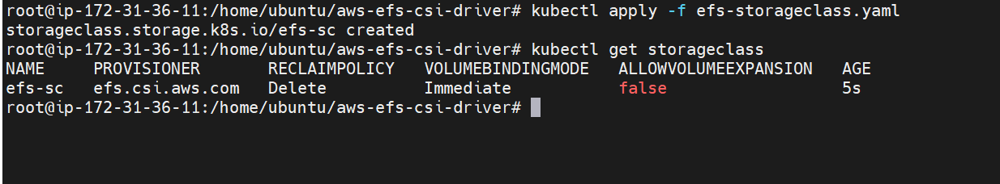 root@ip-172-31-36-11:/home/ubuntu/aws-efs-csi-driver# kubectl apply -f efs-storageclass.yaml
storageclass.storage.k8s.io/efs-sc created
root@ip-172-31-36-11:/home/ubuntu/aws-efs-csi-driver# kubectl get storageclass
NAME     PROVISIONER         RECLAIMPOLICY   VOLUMEBINDINGMODE   ALLOWVOLUMEEXPANSION   AGE
efs-sc   efs.csi.aws.com   Delete          Immediate           false                  5s
root@ip-172-31-36-11:/home/ubuntu/aws-efs-csi-driver#